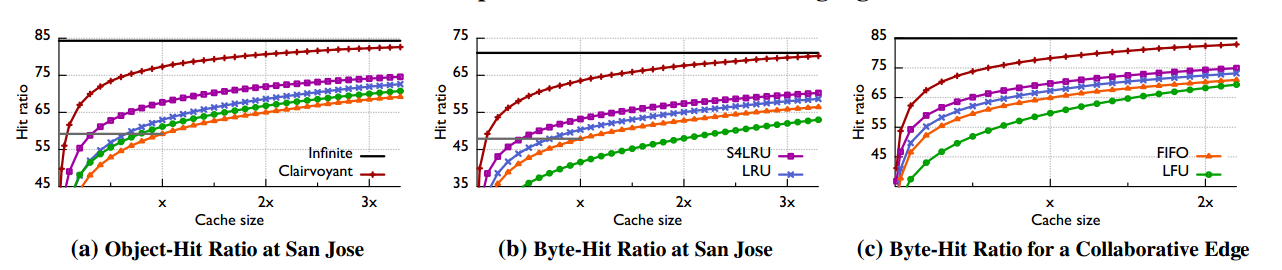 85
75
65
55
45
Hit ratio
Infinite
Clairvoyant
x
2x
3x
Cache size
(a) Object-Hit Ratio at San Jose
75
65
55
45
35
Hit ratio
S4LRU
LRU
x
2x
3x
Cache size
(b) Byte-Hit Ratio at San Jose
85
75
65
55
45
Hit ratio
FIFO
LFU
x
2x
Cache size
(c) Byte-Hit Ratio for a Collaborative Edge